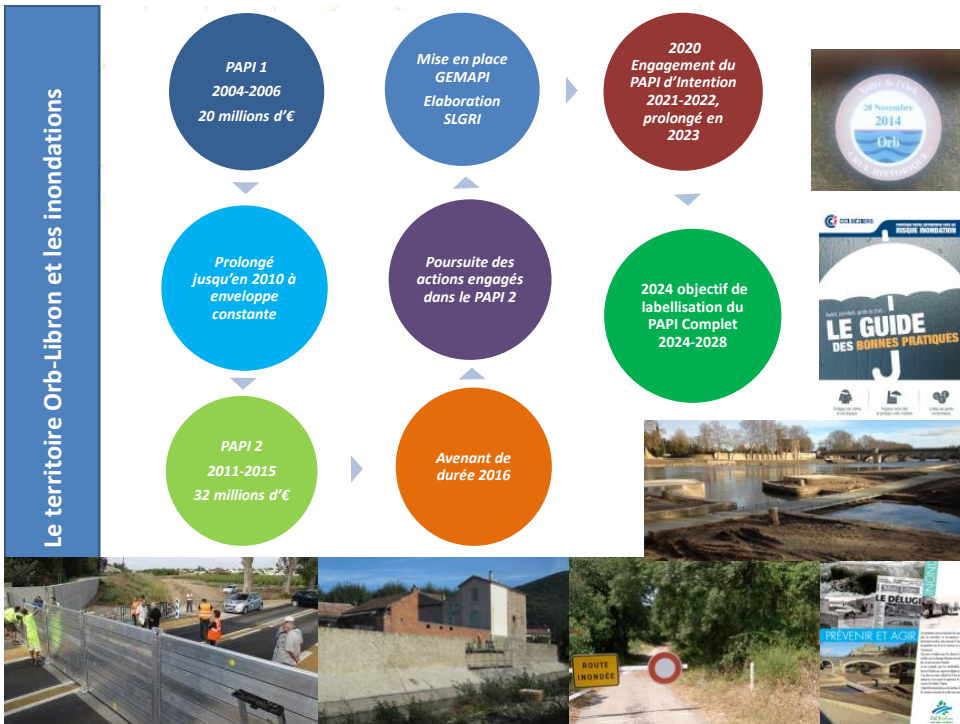 Le territoire Orb-Libron et les inondations
PAPI 1
2004-2006
20 millions d'€
Prolongé
jusqu'en 2010 à
enveloppe
constante
PAPI 2
2011-2015
32 millions d'€
Avenant de
durée 2016
Poursuite des
actions engagés
dans le PAPI 2
Mise en place
GEMAPI
Elaboration
SLGRI
2020
Engagement du
PAPI d'Intention
2021-2022,
prolongé en
2023
2024 objectif de
labellisation du
PAPI Complet
2024-2028
Vallée de l'Orb
28 Novembre
2014
Orb
CRUE HISTORIQUE
CCI BÉZIERS
RISQUE INONDATION
LE GUIDE
DES BONNES PRATIQUES
ROUTE
INONDÉE
LE DÉLUGE
INOND
PRÉVENIR ET AGIR